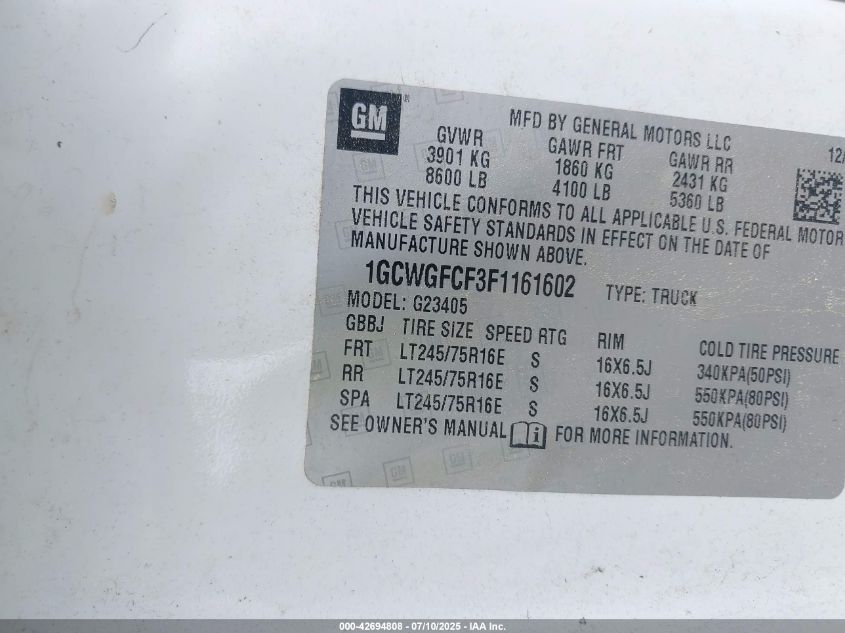 GM
MFD BY GENERAL MOTORS LLC
12/
GVWR GAWR FRT GAWR RR
3901 KG 1860 KG 2431 KG
8600 LB 4100 LB 5360 LB
THIS VEHICLE CONFORMS TO ALL APPLICABLE U.S. FEDERAL MOTOR
VEHICLE SAFETY STANDARDS IN EFFECT ON THE DATE OF
MANUFACTURE SHOWN ABOVE.
1GCWGFCF3F1161602 TYPE: TRUCK
MODEL: G23405
GBBJ TIRE SIZE SPEED RTG RIM COLD TIRE PRESSURE
FRT LT245/75R16E S 16X6.5J 340KPA(50PSI)
RR LT245/75R16E S 16X6.5J 550KPA(80PSI)
SPA LT245/75R16E S 16X6.5J 550KPA(80PSI)
SEE OWNER'S MANUAL i FOR MORE INFORMATION.
000-42694808 - 07/10/2025 - IAA Inc.